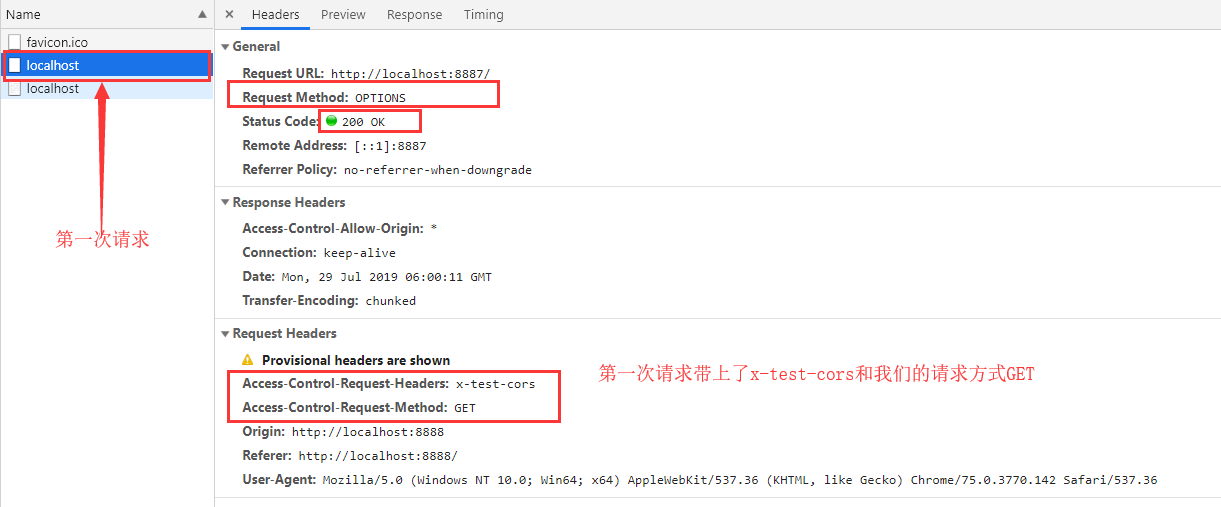 Name
favicon.ico
localhost
localhost
第一次请求
Headers Preview Response Timing
General
Request URL: http://localhost:8887/
Request Method: OPTIONS
Status Code: 200 OK
Remote Address: [::1]:8887
Referrer Policy: no-referrer-when-downgrade
Response Headers
Access-Control-Allow-Origin: *
Connection: keep-alive
Date: Mon, 29 Jul 2019 06:00:11 GMT
Transfer-Encoding: chunked
Request Headers
Provisional headers are shown
Access-Control-Request-Headers: x-test-cors
Access-Control-Request-Method: GET
第一次请求带上了x-test-cors和我们的请求方式GET
Origin: http://localhost:8888
Referer: http://localhost:8888/
User-Agent: Mozilla/5.0 (Windows NT 10.0; Win64; x64) AppleWebKit/537.36 (KHTML, like Gecko) Chrome/75.0.3770.142 Safari/537.36